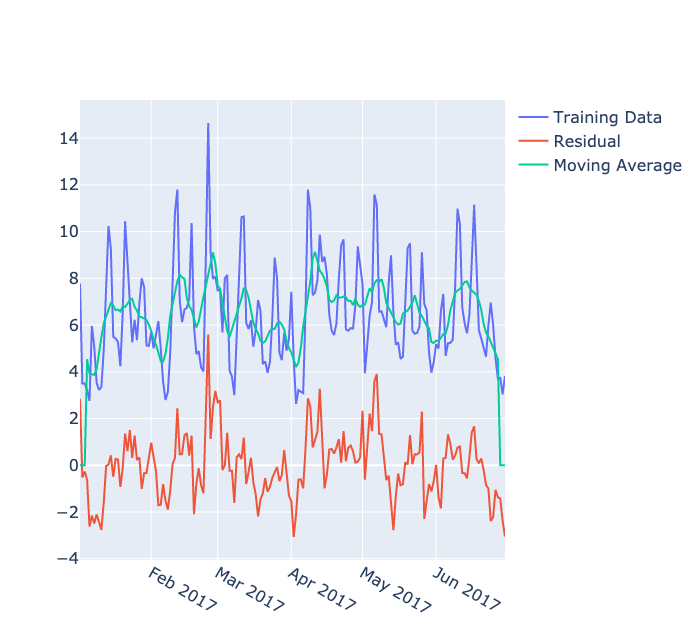 Training Data
Residual
Moving Average
14
12
10
8
6
4
2
0
−2
−4
Feb 2017
Mar 2017
Apr 2017
May 2017
Jun 2017